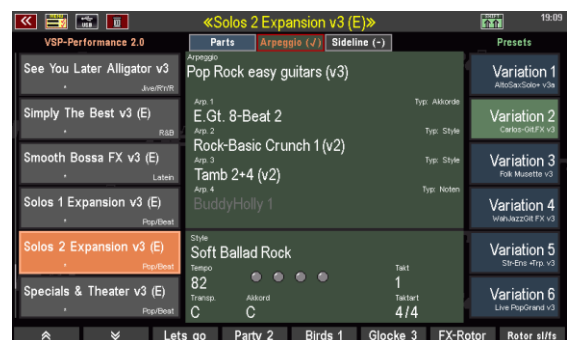 MENU
USB
«Solos 2 Expansion v3 (E)»
SHIFT
19:09
VSP-Performance 2.0
Parts
Arpeggio (√)
Sideline (-)
Presets
See You Later Alligator v3
Jive/R'n'R
Simply The Best v3 (E)
R&B
Smooth Bossa FX v3 (E)
Latein
Solos 1 Expansion v3 (E)
Pop/Beat
Solos 2 Expansion v3 (E)
Pop/Beat
Specials & Theater v3 (E)
Pop/Beat
Arpeggio
Pop Rock easy guitars (v3)
Arp. 1
Typ: Akkorde
E.Gt. 8-Beat 2
Arp. 2
Typ: Style
Rock-Basic Crunch 1 (v2)
Arp. 3
Typ: Style
Tamb 2+4 (v2)
Arp. 4
Typ: Noten
BuddyHolly 1
Style
Soft Ballad Rock
Tempo
Takt
82
1
Transp.
Akkord
Taktart
C
C
4/4
Variation 1
AltoSaxSolo+ v3a
Variation 2
Carlos-Git.FX v3
Variation 3
Folk Musette v3
Variation 4
WahJazzGit FX v3
Variation 5
Str-Ens +Trp. v3
Variation 6
Live PopGrand v3
Lets go
Party 2
Birds 1
Glocke 3
FX-Rotor
Rotor sl/fs